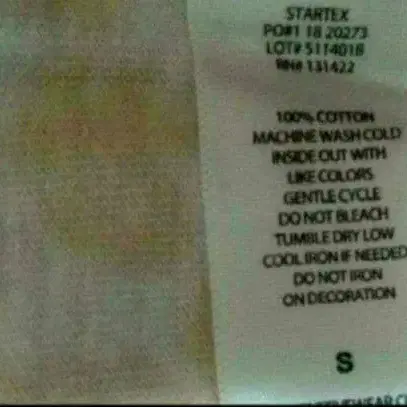 STARTEX
PO#1 18 20273
LOT# 5114018
RN# 131422
100% COTTON
MACHINE WASH COLD
INSIDE OUT WITH
LIKE COLORS
GENTLE CYCLE
DO NOT BLEACH
TUMBLE DRY LOW
COOL IRON IF NEEDED
DO NOT IRON
ON DECORATION
S